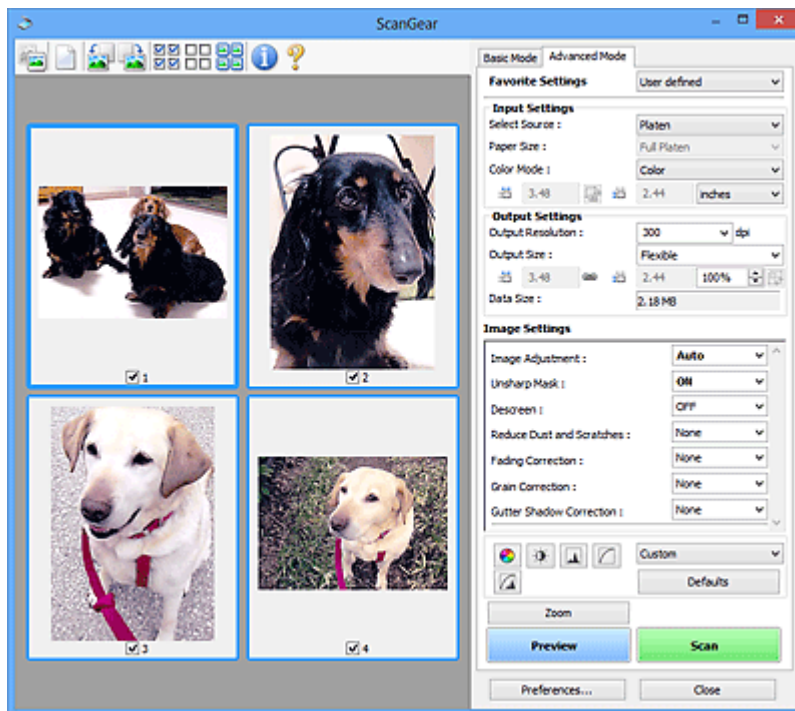 ScanGear
Basic Mode Advanced Mode
Favorite Settings User defined
Input Settings
Select Source : Platen
Paper Size : Full Platen
Color Mode : Color
3.48 2.44 inches
Output Settings
Output Resolution : 300 dpi
Output Size : Flexible
3.48 2.44 100%
Data Size : 2.18 MB
Image Settings
Image Adjustment : Auto
Unsharp Mask : ON
Descreen : OFF
Reduce Dust and Scratches : None
Fading Correction : None
Grain Correction : None
Gutter Shadow Correction : None
Custom
Defaults
Zoom
Preview Scan
Preferences... Close
1
2
3
4